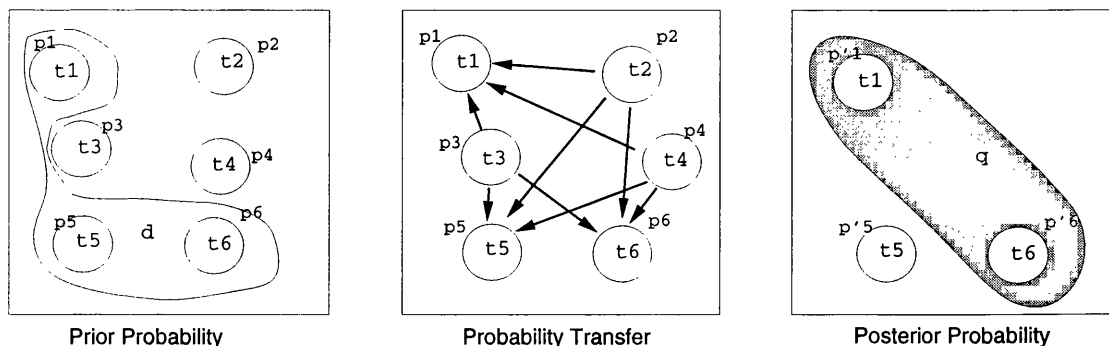 p1
t1
t2
p2
p3
t3
t4
p4
p5
t5
d
p6
t6
Prior Probability
p1
t1
p2
t2
p3
t3
p4
t4
p5
t5
p6
t6
Probability Transfer
p'1
t1
q
p'5
t5
p'6
t6
Posterior Probability